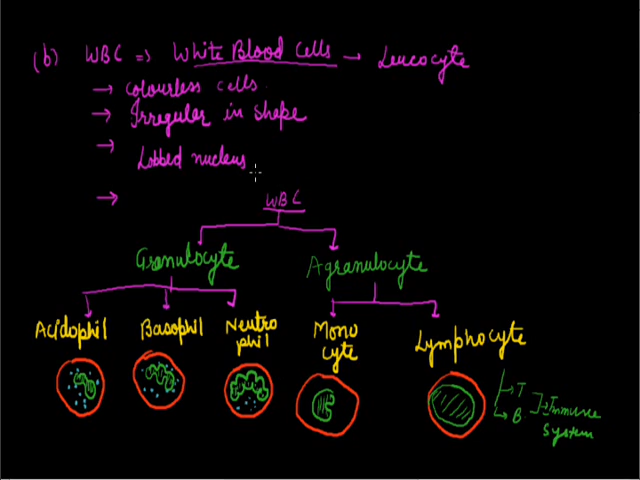 (b) WBC => White Blood Cells → Leucocyte
→ Colourless cells
→ Irregular in shape
→ Lobbed nucleus
→
WBC
Granulocyte Agranulocyte
Acidophil Basophil Neutro Mono Lymphocyte
phil cyte
→ T
→ B → Immune
System